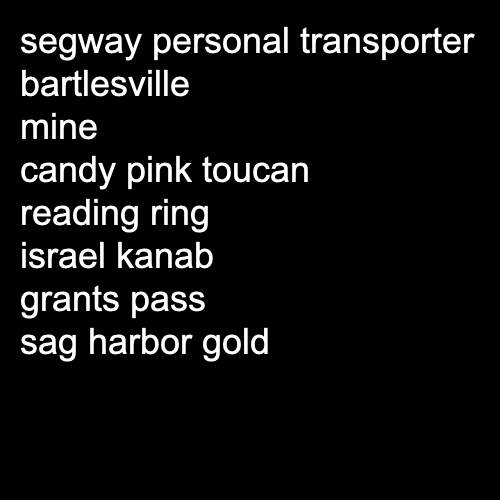 segway personal transporter
bartlesville
mine
candy pink toucan
reading ring
israel kanab
grants pass
sag harbor gold